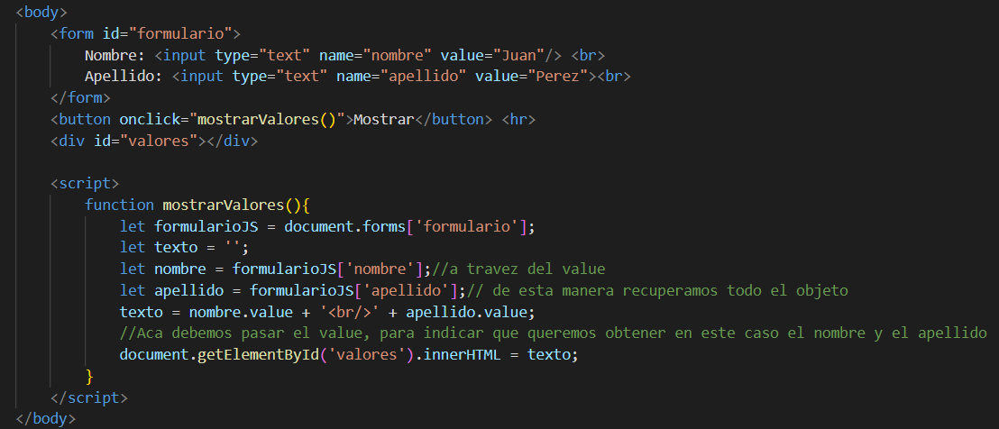 <body>
<form id="formulario">
Nombre: <input type="text" name="nombre" value="Juan"/> <br>
Apellido: <input type="text" name="apellido" value="Perez"><br>
</form>
<button onclick="mostrarValores()">Mostrar</button> <hr>
<div id="valores"></div>
<script>
function mostrarValores(){
let formularioJS = document.forms['formulario'];
let texto = '';
let nombre = formularioJS['nombre'];//a travez del value
let apellido = formularioJS['apellido'];// de esta manera recuperamos todo el objeto
texto = nombre.value + '<br/>' + apellido.value;
//Aca debemos pasar el value, para indicar que queremos obtener en este caso el nombre y el apellido
document.getElementById('valores').innerHTML = texto;
}
</script>
</body>